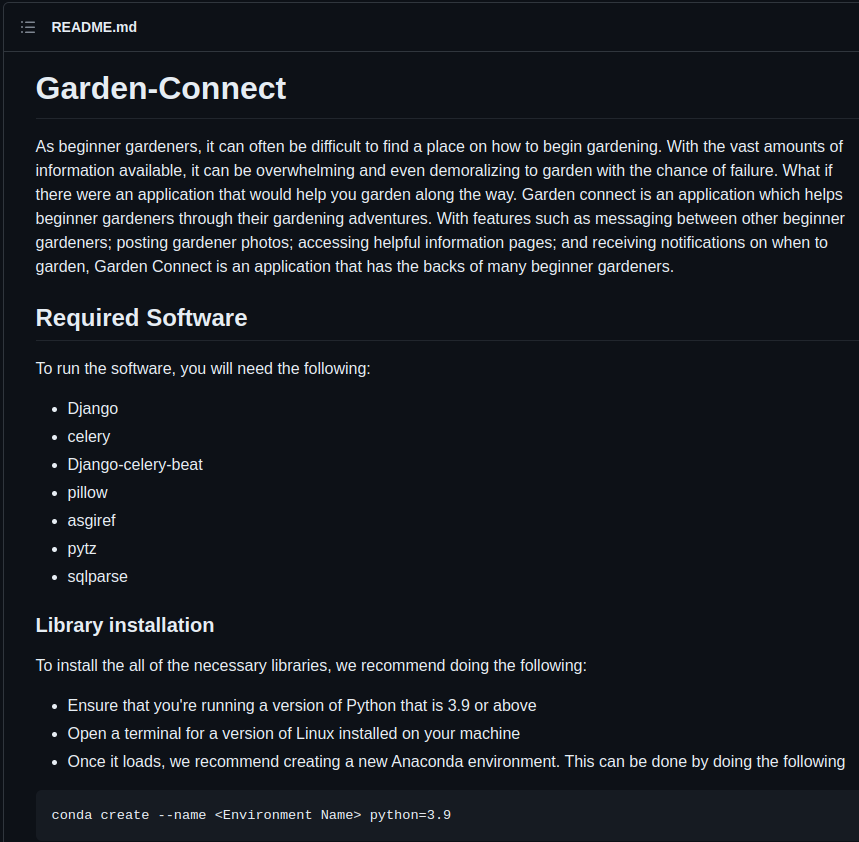 README.md
Garden-Connect
As beginner gardeners, it can often be difficult to find a place on how to begin gardening. With the vast amounts of
information available, it can be overwhelming and even demoralizing to garden with the chance of failure. What if
there were an application that would help you garden along the way. Garden connect is an application which helps
beginner gardeners through their gardening adventures. With features such as messaging between other beginner
gardeners; posting gardener photos; accessing helpful information pages; and receiving notifications on when to
garden, Garden Connect is an application that has the backs of many beginner gardeners.
Required Software
To run the software, you will need the following:
• Django
• celery
• Django-celery-beat
• pillow
• asgiref
• pytz
• sqlparse
Library installation
To install the all of the necessary libraries, we recommend doing the following:
• Ensure that you're running a version of Python that is 3.9 or above
• Open a terminal for a version of Linux installed on your machine
• Once it loads, we recommend creating a new Anaconda environment. This can be done by doing the following
conda create --name <Environment Name> python=3.9